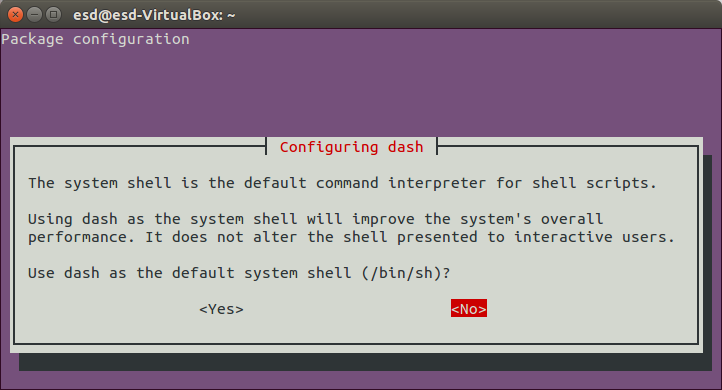 esd@esd-VirtualBox: ~
Package configuration
Configuring dash
The system shell is the default command interpreter for shell scripts.
Using dash as the system shell will improve the system's overall
performance. It does not alter the shell presented to interactive users.
Use dash as the default system shell (/bin/sh)?
<Yes> <No>